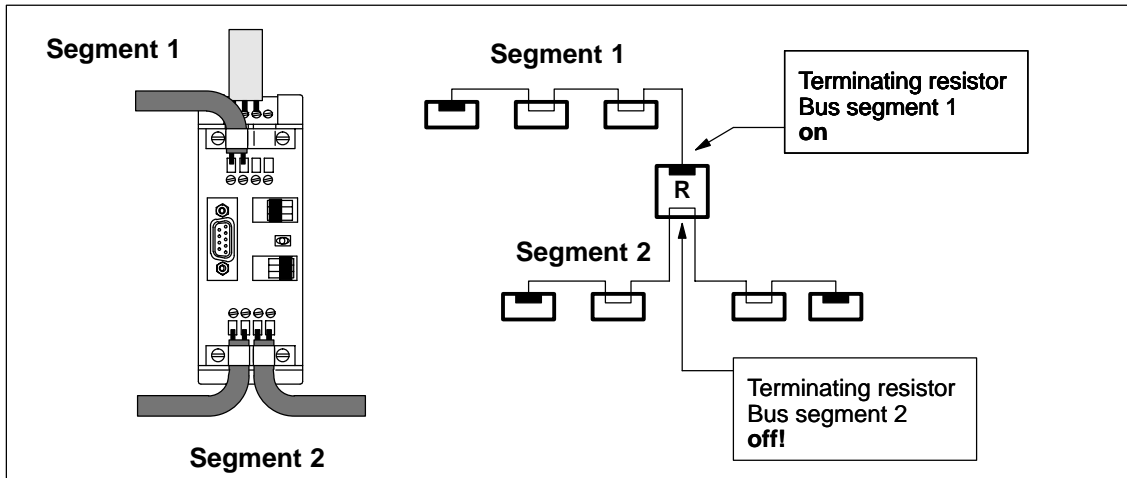 Segment 1
Segment 1
Terminating resistor
Bus segment 1
on
R
Segment 2
Terminating resistor
Bus segment 2
off!
Segment 2